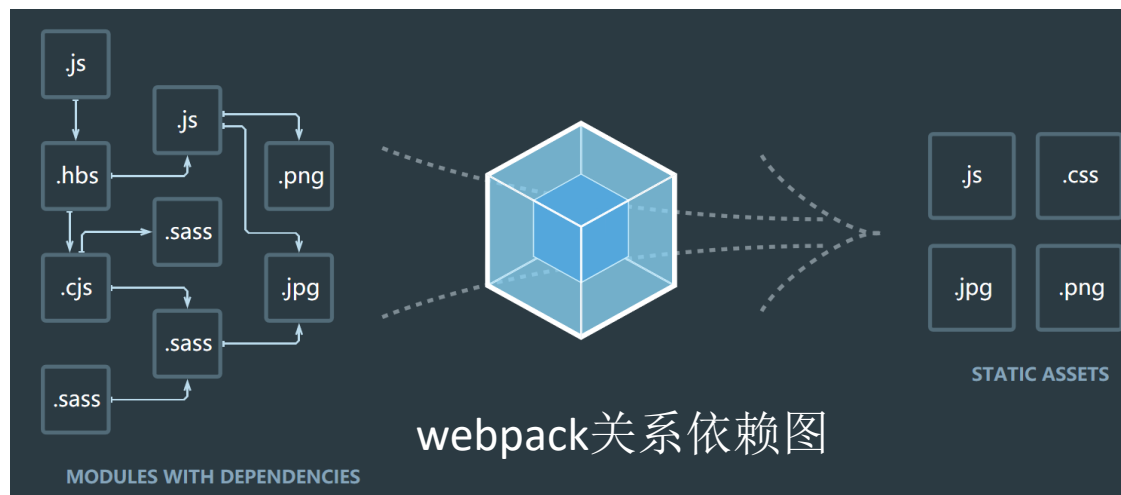 .js
.js
.hbs
.png
.sass
.cjs
.jpg
.sass
.sass
MODULES WITH DEPENDENCIES
webpack关系依赖图
.js
.css
.jpg
.png
STATIC ASSETS